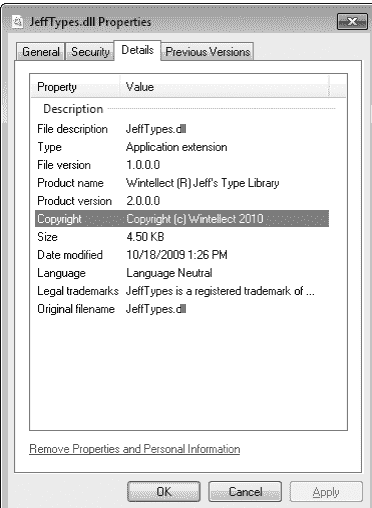 JeffTypes.dll Properties
General Security Details Previous Versions
Property Value
Description
File description JeffTypes.dll
Type Application extension
File version 1.0.0.0
Product name Wintellect (R) Jeff's Type Library
Product version 2.0.0.0
Copyright Copyright (c) Wintellect 2010
Size 4.50 KB
Date modified 10/18/2009 1:26 PM
Language Language Neutral
Legal trademarks JeffTypes is a registered trademark of ...
Original filename JeffTypes.dll
Remove Properties and Personal Information
OK Cancel Apply